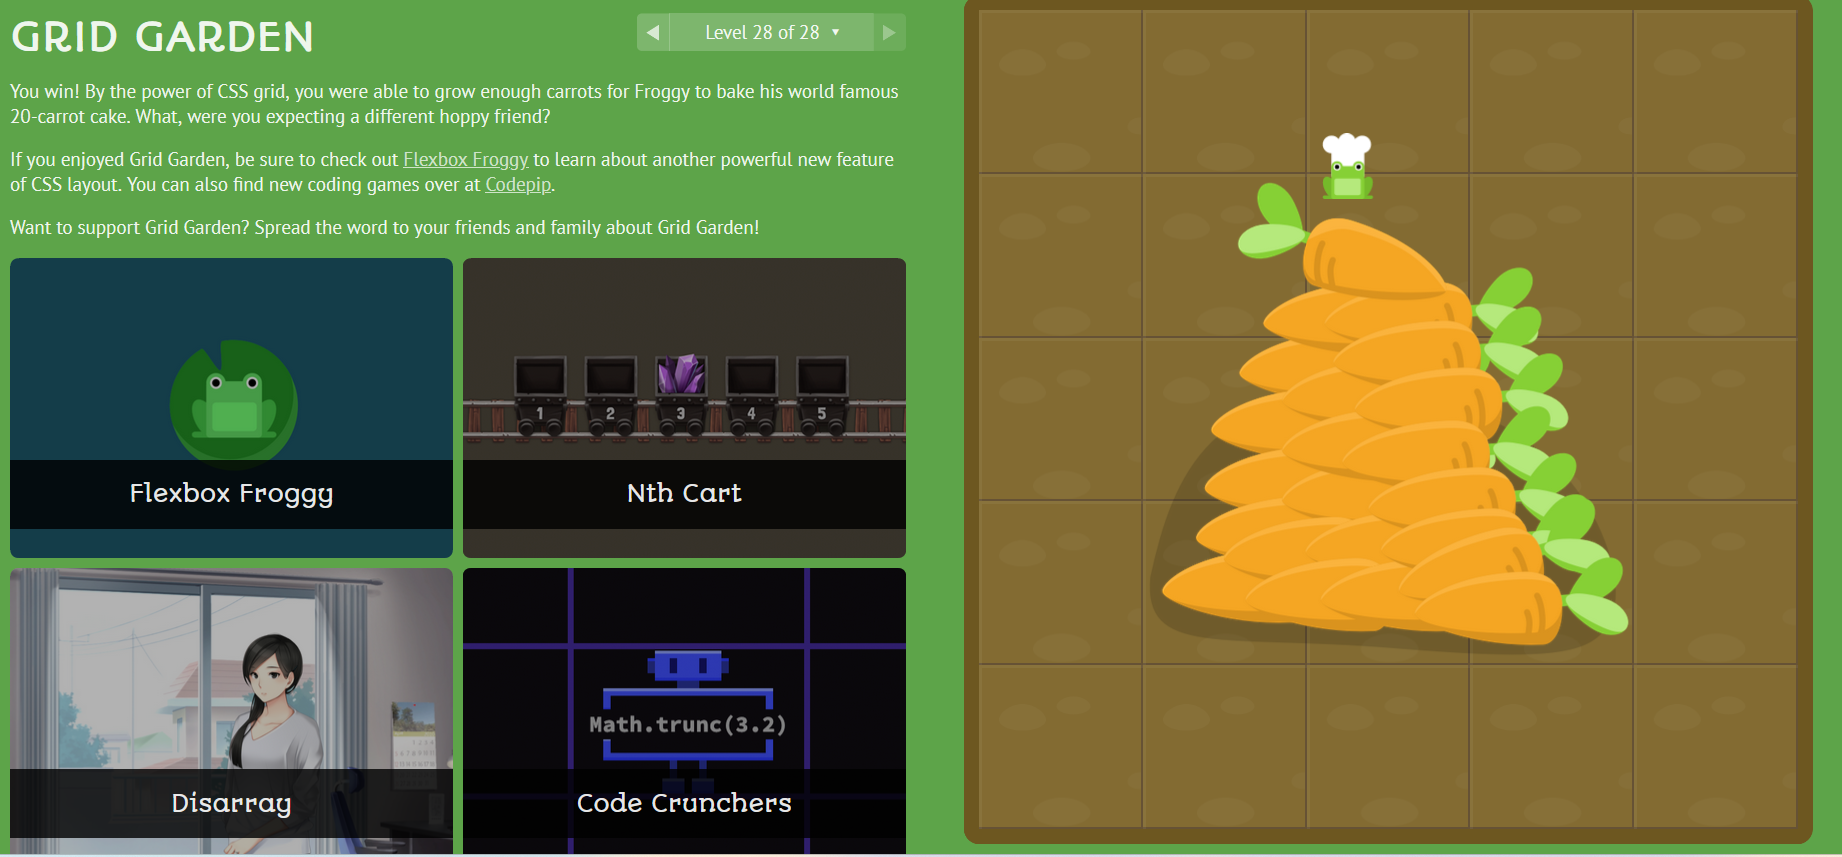 GRID GARDEN
Level 28 of 28
You win! By the power of CSS grid, you were able to grow enough carrots for Froggy to bake his world famous
20-carrot cake. What, were you expecting a different hoppy friend?
If you enjoyed Grid Garden, be sure to check out Flexbox Froggy to learn about another powerful new feature
of CSS layout. You can also find new coding games over at Codepip.
Want to support Grid Garden? Spread the word to your friends and family about Grid Garden!
Flexbox Froggy
1 2 3 4 5
Nth Cart
Disarray
Math.trunc(3.2)
Code Crunchers